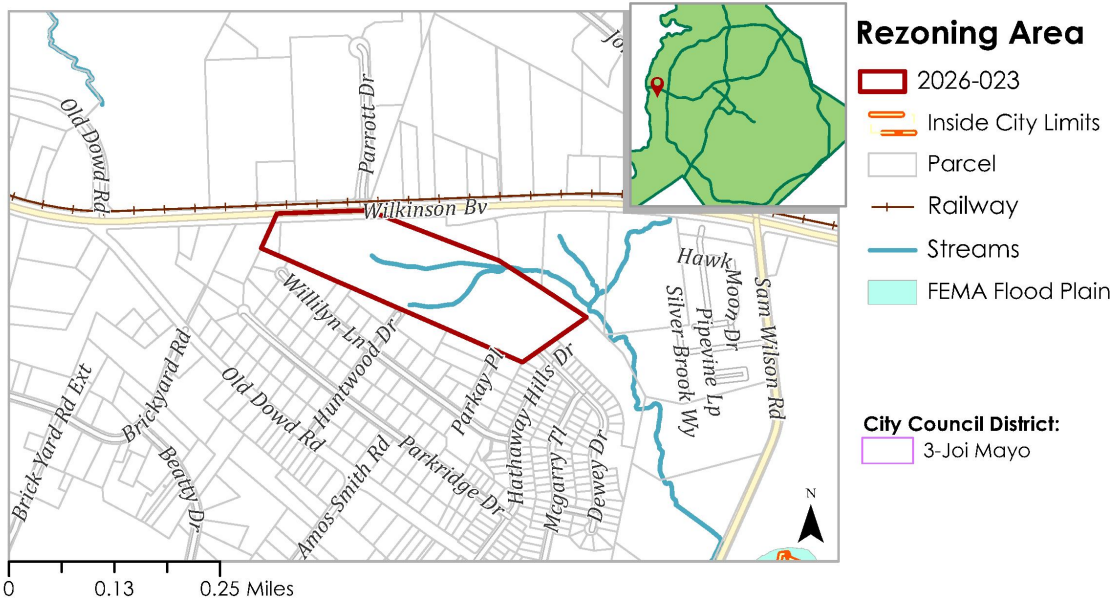 Old Dowd Rd
Parrott Dr
Jo
Wilkinson Bv
Willilyn Ln
Huntwood Dr
Parkay Pl
Hathaway Hills Dr
Hawk Moon Dr
Pipevine Lp
Silver Brook Wy
Sam Wilson Rd
Brick Yard Rd Ext
Brickyard Rd
Beatty Dr
Old Dowd Rd
Amos Smith Rd
Parkridge Dr
Mcgarry Tl
Dewey Dr
N
0
0.13
0.25 Miles
Rezoning Area
2026-023
Inside City Limits
Parcel
Railway
Streams
FEMA Flood Plain
City Council District:
3-Joi Mayo